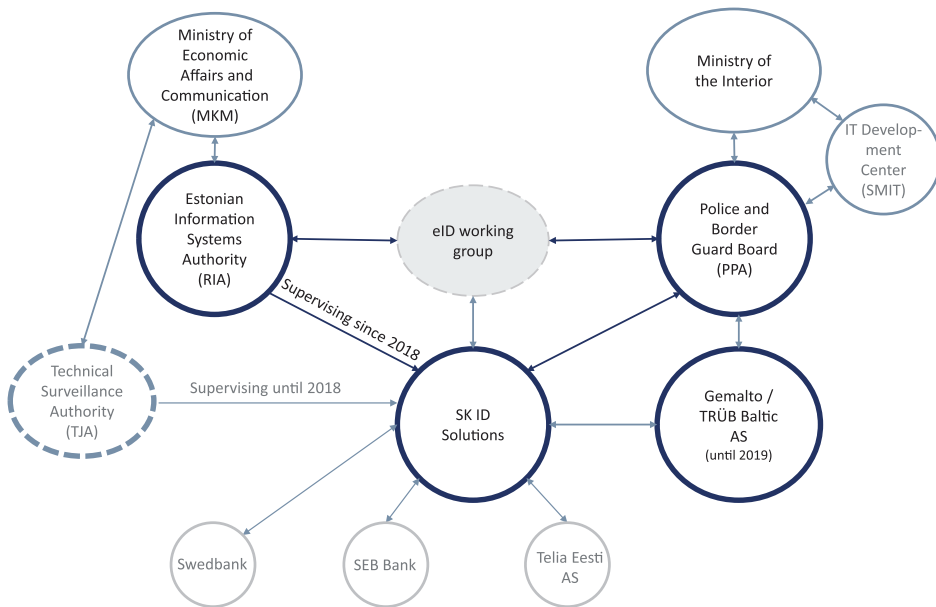 Ministry of
Economic
Affairs and
Communication
(MKM)
Ministry of
the Interior
IT Develop-
ment
Center
(SMIT)
Estonian
Information
Systems
Authority
(RIA)
eID working
group
Police and
Border
Guard Board
(PPA)
Supervising since 2018
Technical
Surveillance
Authority
(TJA)
Supervising until 2018
SK ID
Solutions
Gemalto /
TRÜB Baltic
AS
(until 2019)
Swedbank
SEB Bank
Telia Eesti
AS